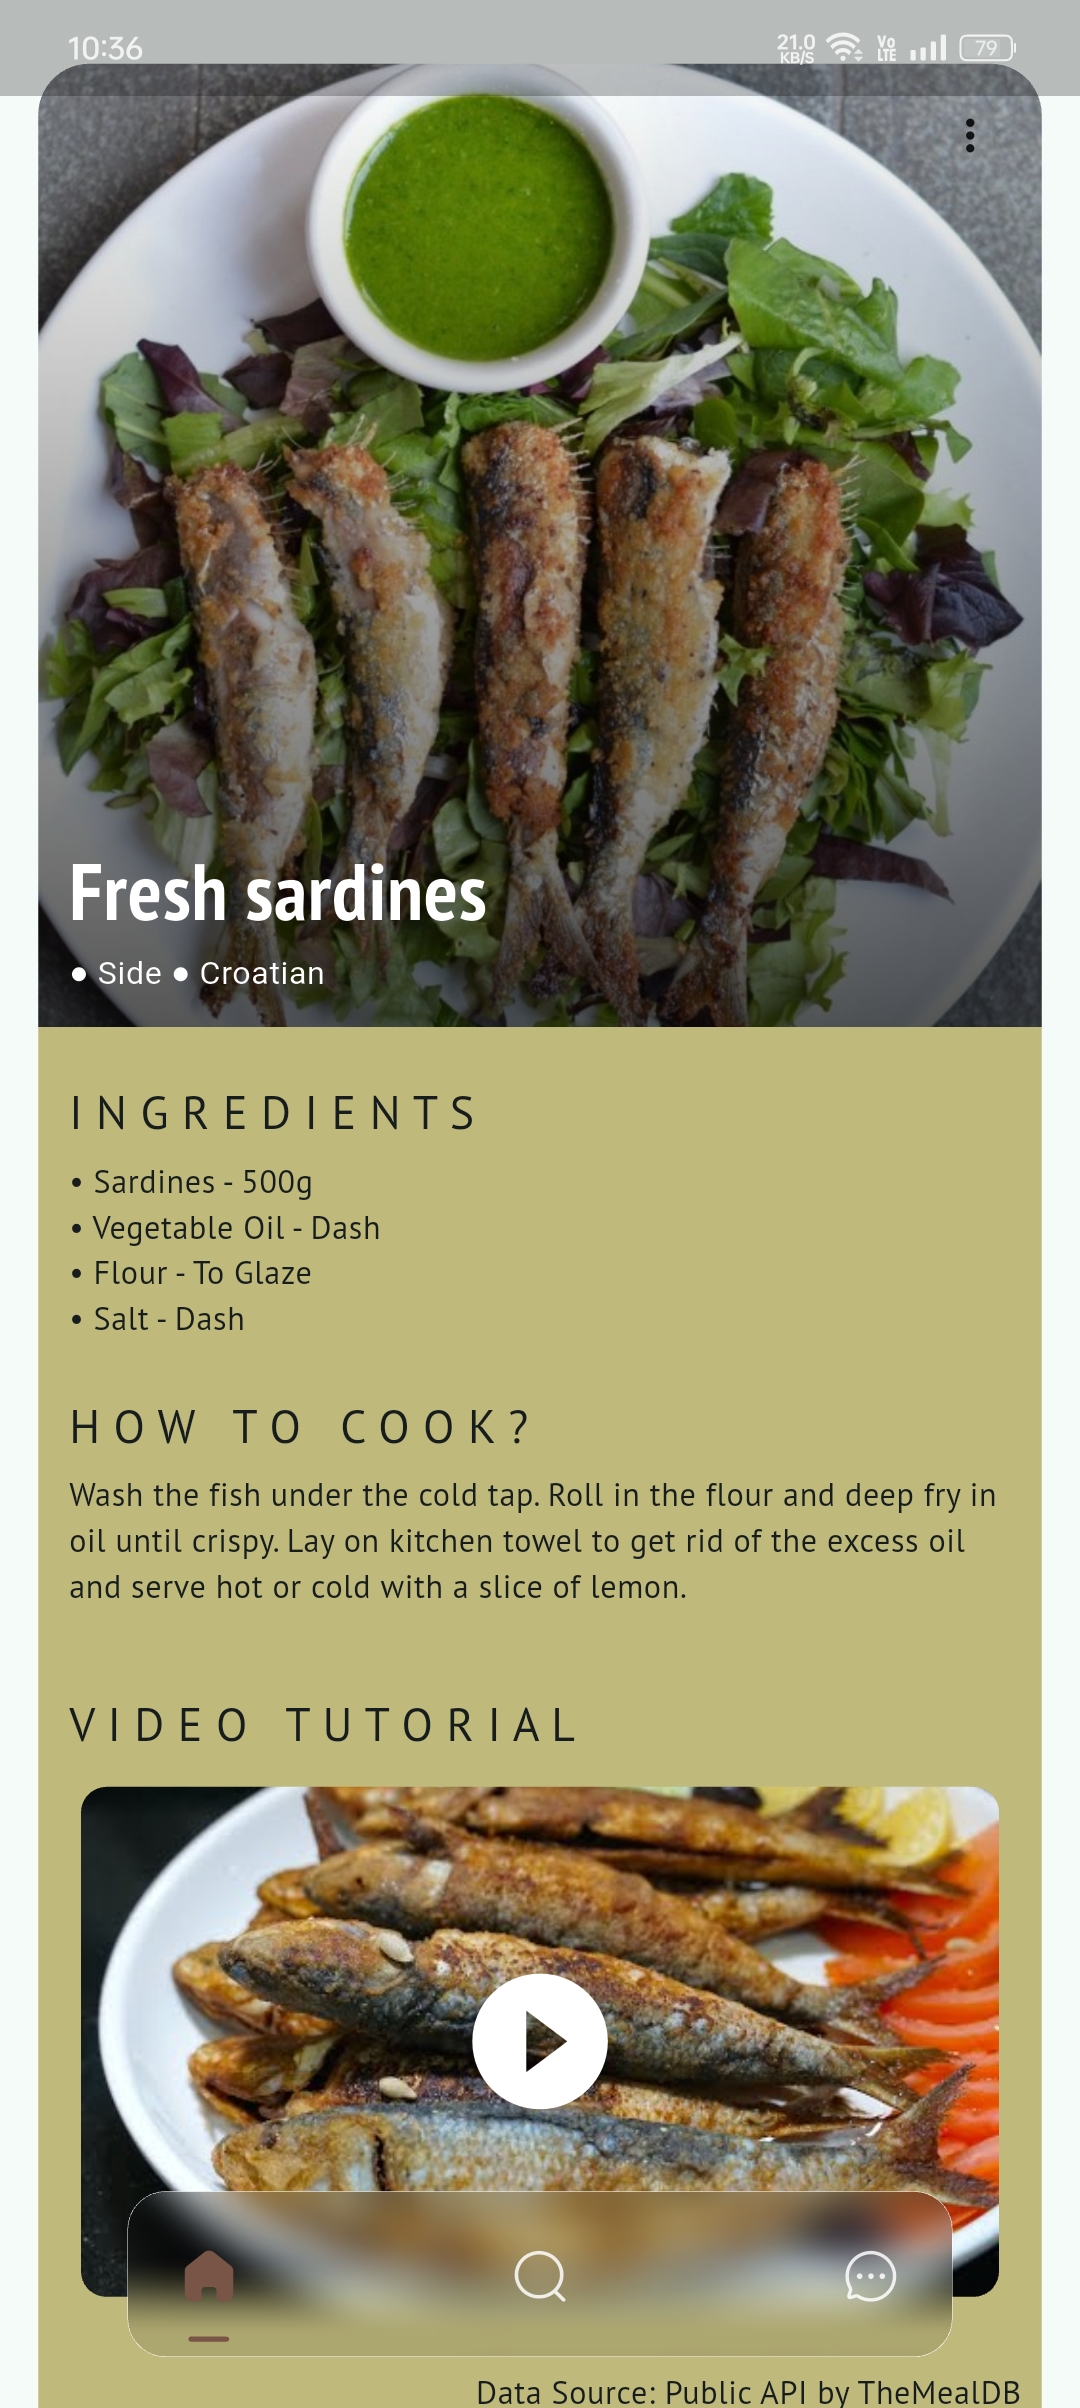 10:36
21.0
KB/S
Vo
LTE
79
Fresh sardines
● Side ● Croatian
INGREDIENTS
• Sardines - 500g
• Vegetable Oil - Dash
• Flour - To Glaze
• Salt - Dash
HOW TO COOK?
Wash the fish under the cold tap. Roll in the flour and deep fry in
oil until crispy. Lay on kitchen towel to get rid of the excess oil
and serve hot or cold with a slice of lemon.
VIDEO TUTORIAL
Data Source: Public API by TheMealDB